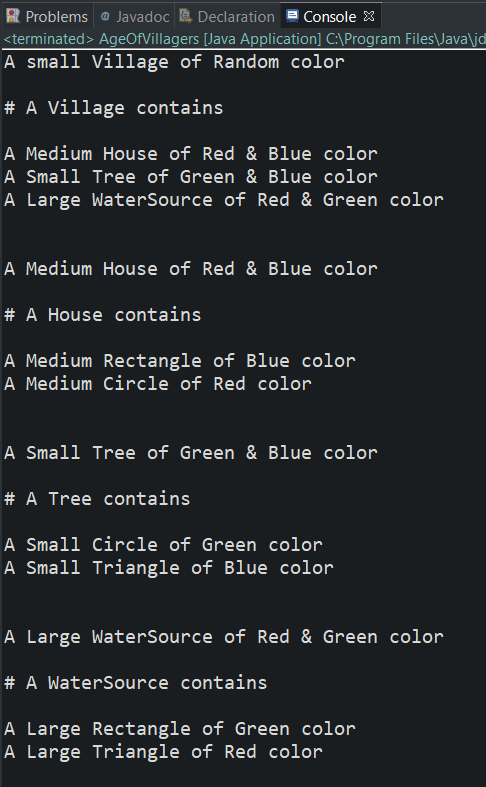 Problems Javadoc Declaration Console
<terminated> AgeOfVillagers [Java Application] C:\Program Files\Java\jd
A small Village of Random color
# A Village contains
A Medium House of Red & Blue color
A Small Tree of Green & Blue color
A Large WaterSource of Red & Green color
A Medium House of Red & Blue color
# A House contains
A Medium Rectangle of Blue color
A Medium Circle of Red color
A Small Tree of Green & Blue color
# A Tree contains
A Small Circle of Green color
A Small Triangle of Blue color
A Large WaterSource of Red & Green color
# A WaterSource contains
A Large Rectangle of Green color
A Large Triangle of Red color